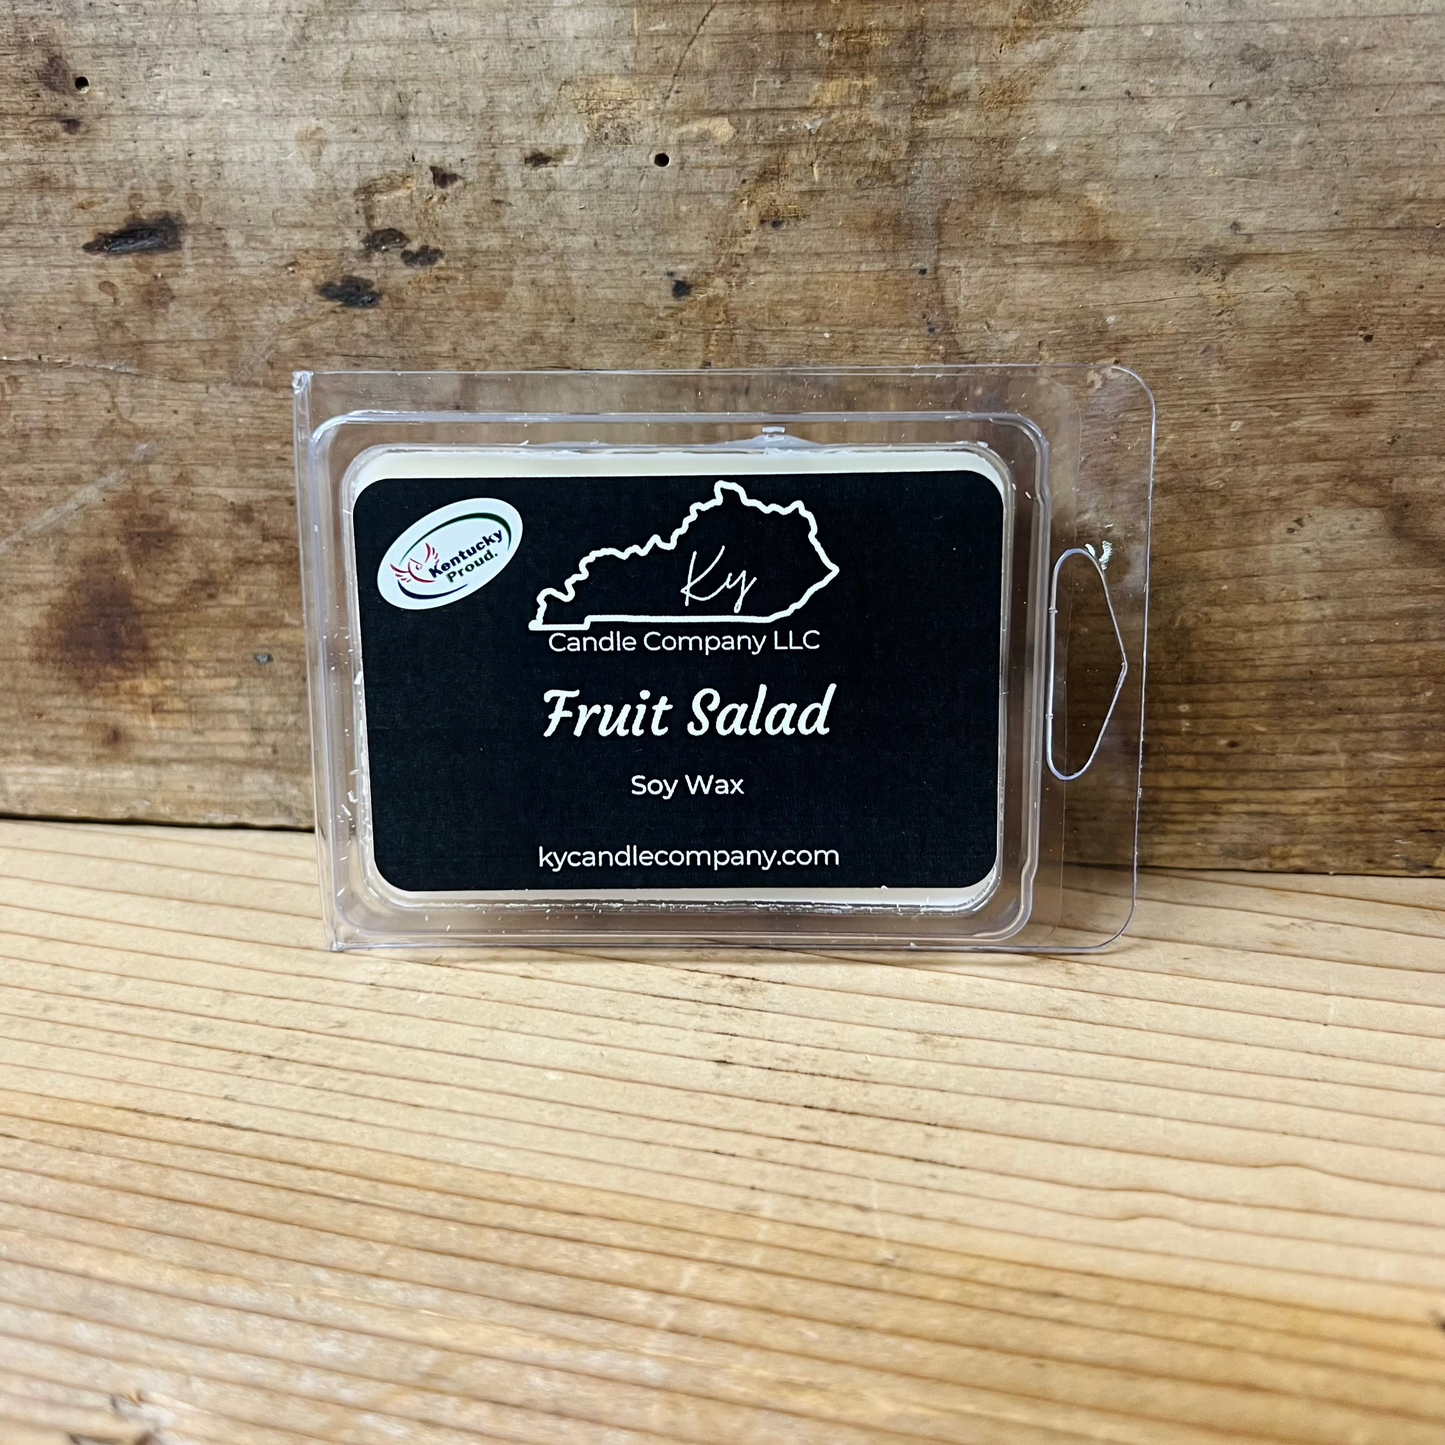 Kentucky
Proud.
Ky
Candle Company LLC
Fruit Salad
Soy Wax
kycandlecompany.com